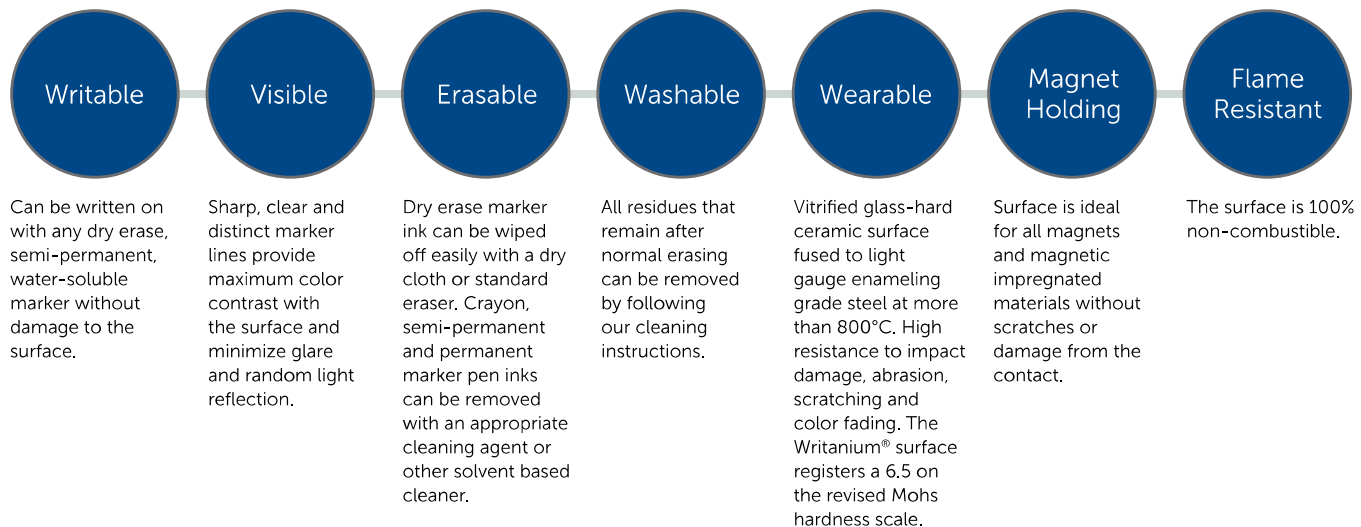 Writable
Visible
Erasable
Washable
Wearable
Magnet
Holding
Flame
Resistant
Can be written on
with any dry erase,
semi-permanent,
water-soluble
marker without
damage to the
surface.
Sharp, clear and
distinct marker
lines provide
maximum color
contrast with
the surface and
minimize glare
and random light
reflection.
Dry erase marker
ink can be wiped
off easily with a dry
cloth or standard
eraser. Crayon,
semi-permanent
and permanent
marker pen inks
can be removed
with an appropriate
cleaning agent or
other solvent based
cleaner.
All residues that
remain after
normal erasing
can be removed
by following
our cleaning
instructions.
Vitrified glass-hard
ceramic surface
fused to light
gauge enameling
grade steel at more
than 800°C. High
resistance to impact
damage, abrasion,
scratching and
color fading. The
Writanium® surface
registers a 6.5 on
the revised Mohs
hardness scale.
Surface is ideal
for all magnets
and magnetic
impregnated
materials without
scratches or
damage from the
contact.
The surface is 100%
non-combustible.